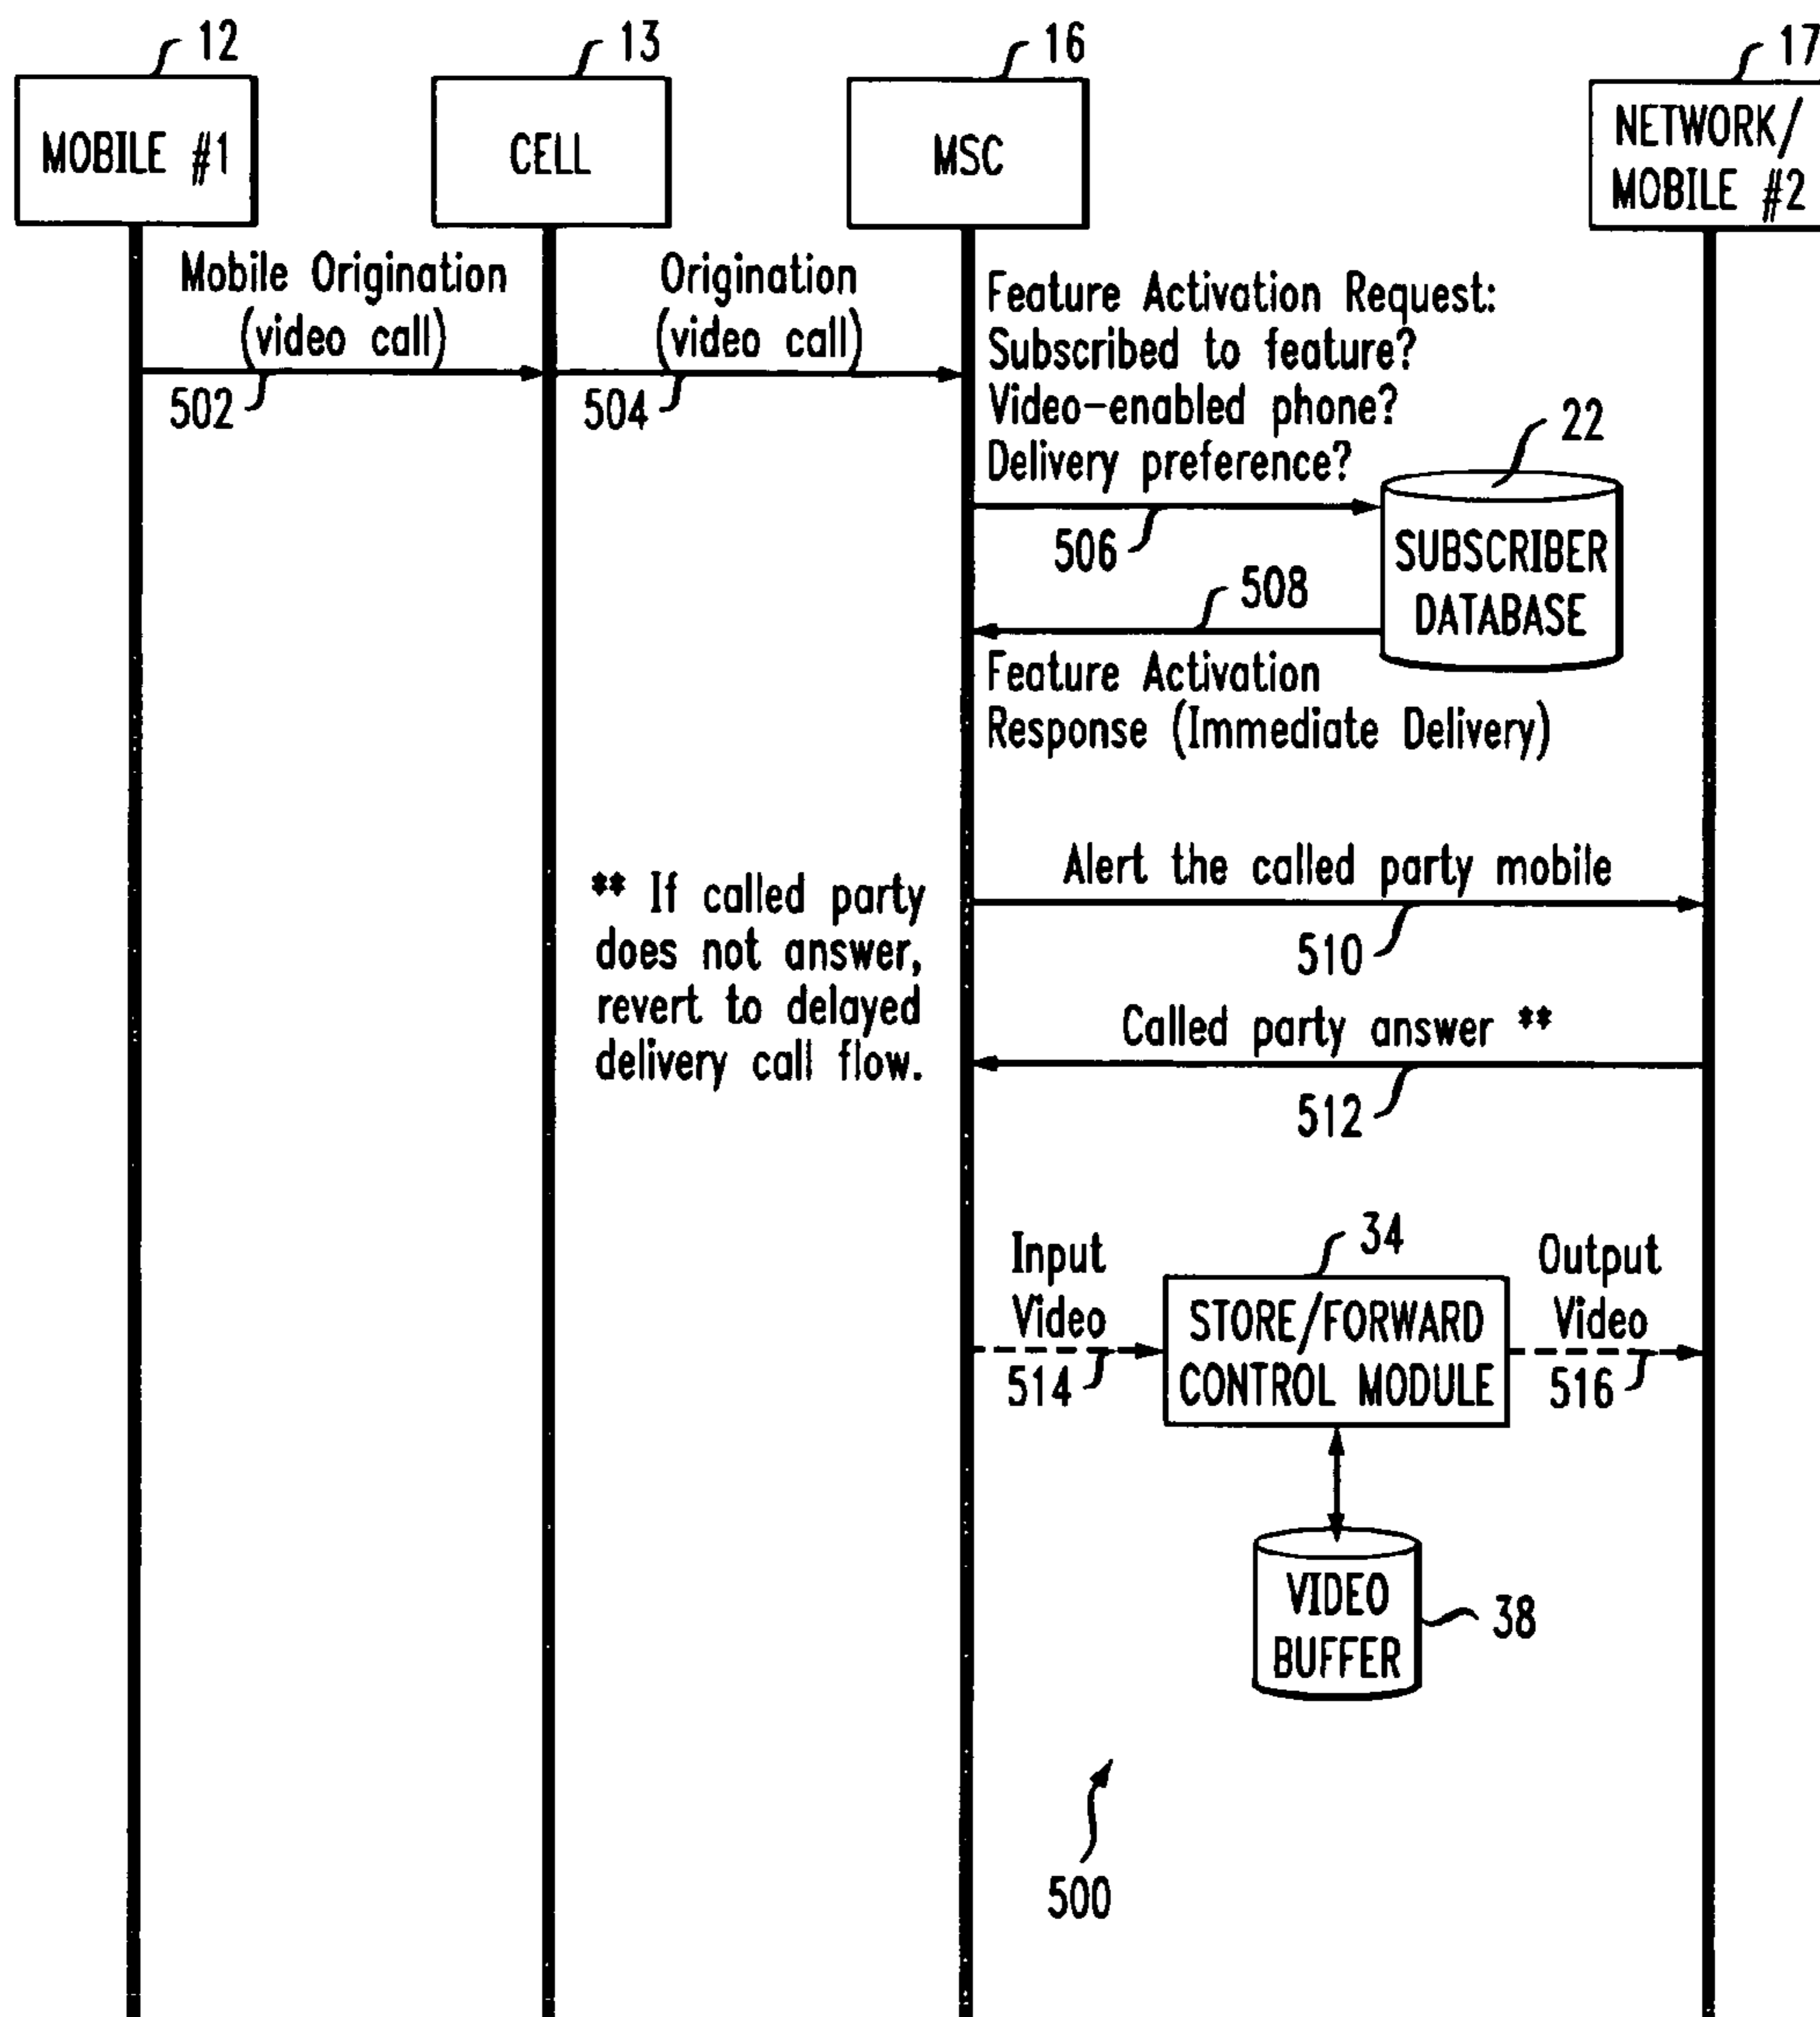 12
13
16
17
MOBILE #1
CELL
MSC
NETWORK/
MOBILE #2
Mobile Origination
(video call)
502
Origination
(video call)
504
Feature Activation Request:
Subscribed to feature?
Video-enabled phone?
Delivery preference?
22
506
SUBSCRIBER
DATABASE
508
Feature Activation
Response (Immediate Delivery)
Alert the called party mobile
510
** If called party
does not answer,
revert to delayed
delivery call flow.
Called party answer **
512
Input
Video
514
34
STORE/FORWARD
CONTROL MODULE
Output
Video
516
VIDEO
BUFFER
38
500